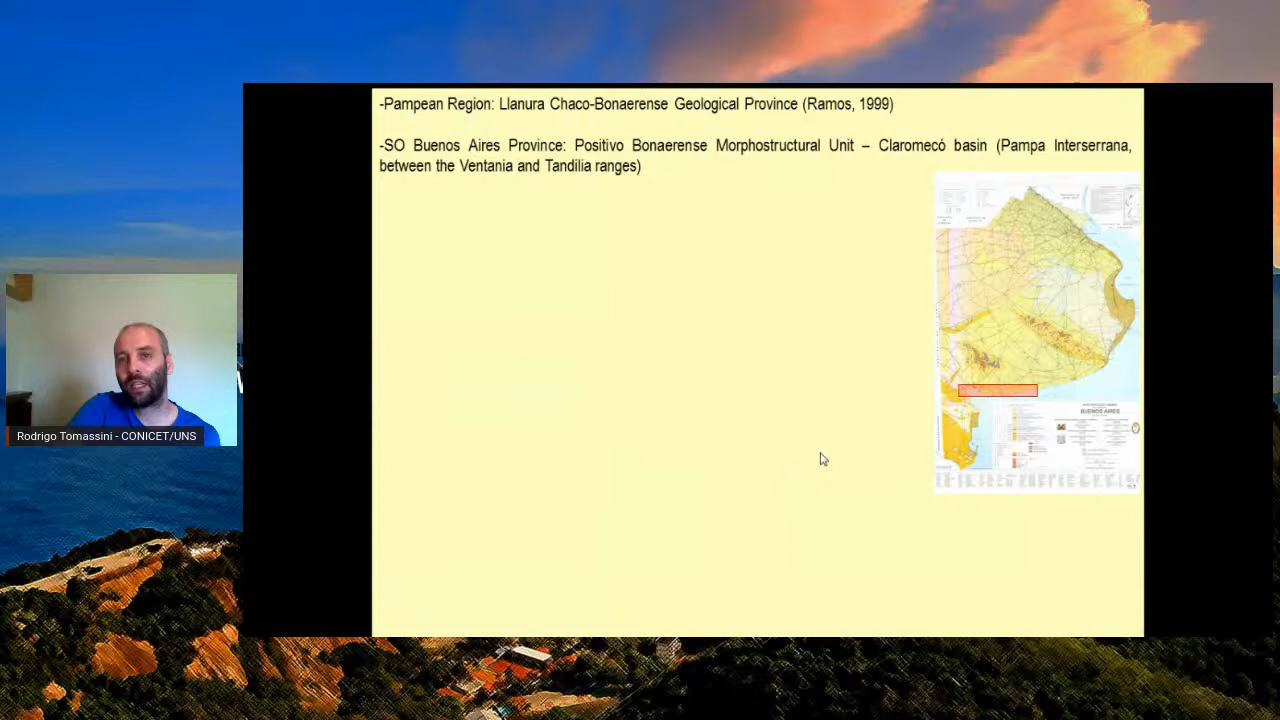 -Pampean Region: Llanura Chaco-Bonaerense Geological Province (Ramos, 1999)
-SO Buenos Aires Province: Positivo Bonaerense Morphostructural Unit – Claromecó basin (Pampa Interserrana,
between the Ventania and Tandilia ranges)
BUENOS AIRES
Rodrigo Tomassini - CONICET/UNS